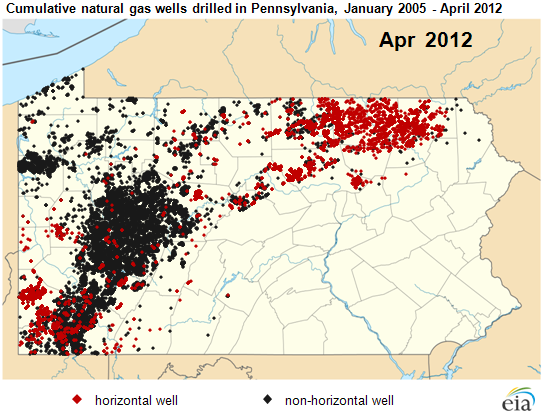 Cumulative natural gas wells drilled in Pennsylvania, January 2005 - April 2012
Apr 2012
horizontal well
non-horizontal well
eia